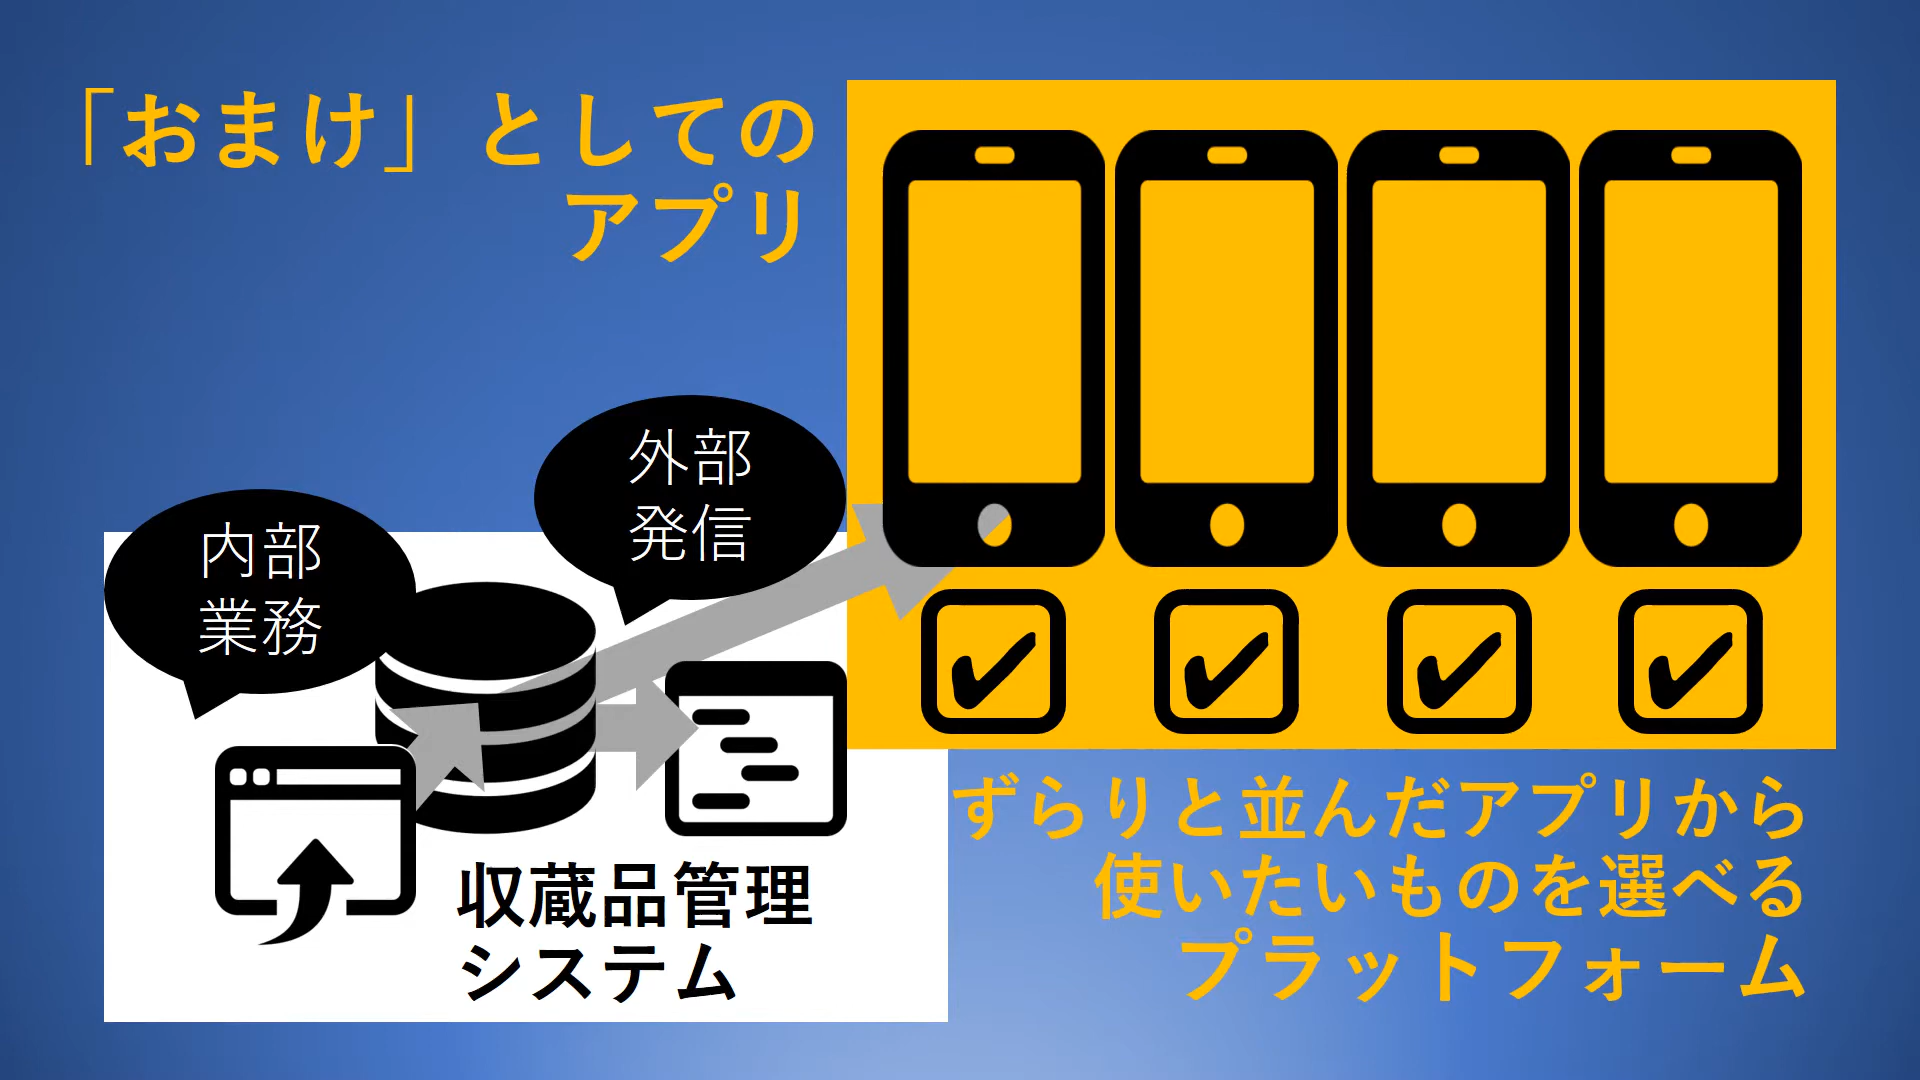 「おまけ」としての
アプリ
外部
発信
内部
業務
収蔵品管理
システム
ずらりと並んだアプリから
使いたいものを選べる
プラットフォーム